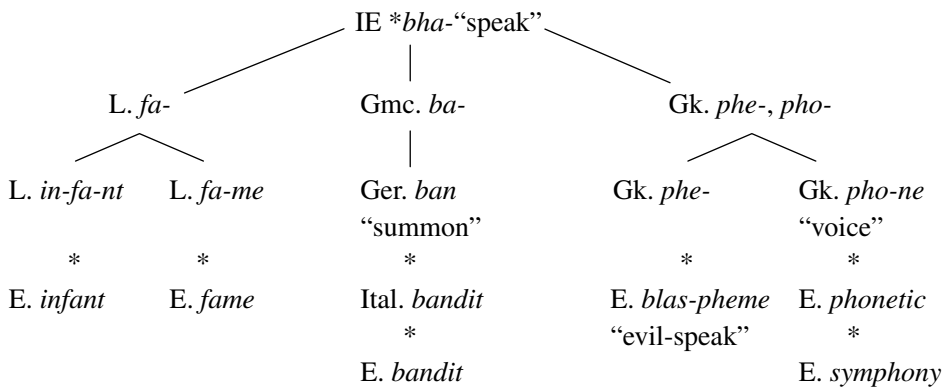 IE *bha-“speak”
L. fa- Gmc. ba- Gk. phe-, pho-
L. in-fa-nt L. fa-me Ger. ban Gk. phe- Gk. pho-ne
“summon” “voice”
* * * * *
E. infant E. fame Ital. bandit E. blas-pheme E. phonetic
* “evil-speak” *
E. bandit E. symphony